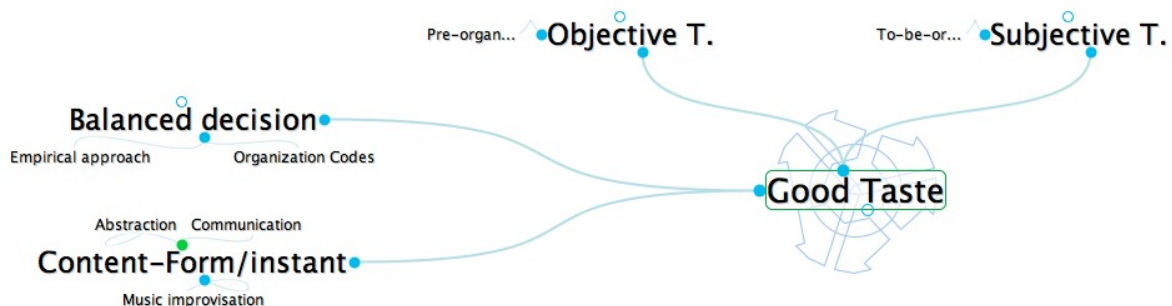 Pre-organ... Objective T. To-be-or... Subjective T.
Balanced decision
Empirical approach Organization Codes
Good Taste
Abstraction Communication
Content-Form/instant
Music improvisation